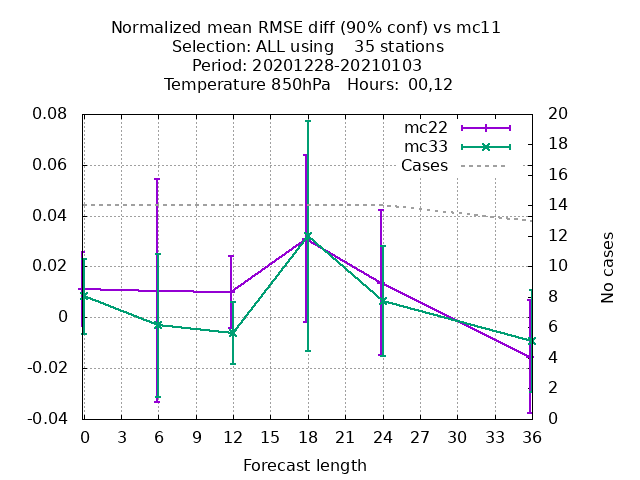 Normalized mean RMSE diff (90% conf) vs mc11
Selection: ALL using 35 stations
Period: 20201228-20210103
Temperature 850hPa Hours: 00,12
0.08
0.06
0.04
0.02
0
-0.02
-0.04
mc22
mc33
Cases
20
18
16
14
12
10
8
6
4
2
0
No cases
0 3 6 9 12 15 18 21 24 27 30 33 36
Forecast length